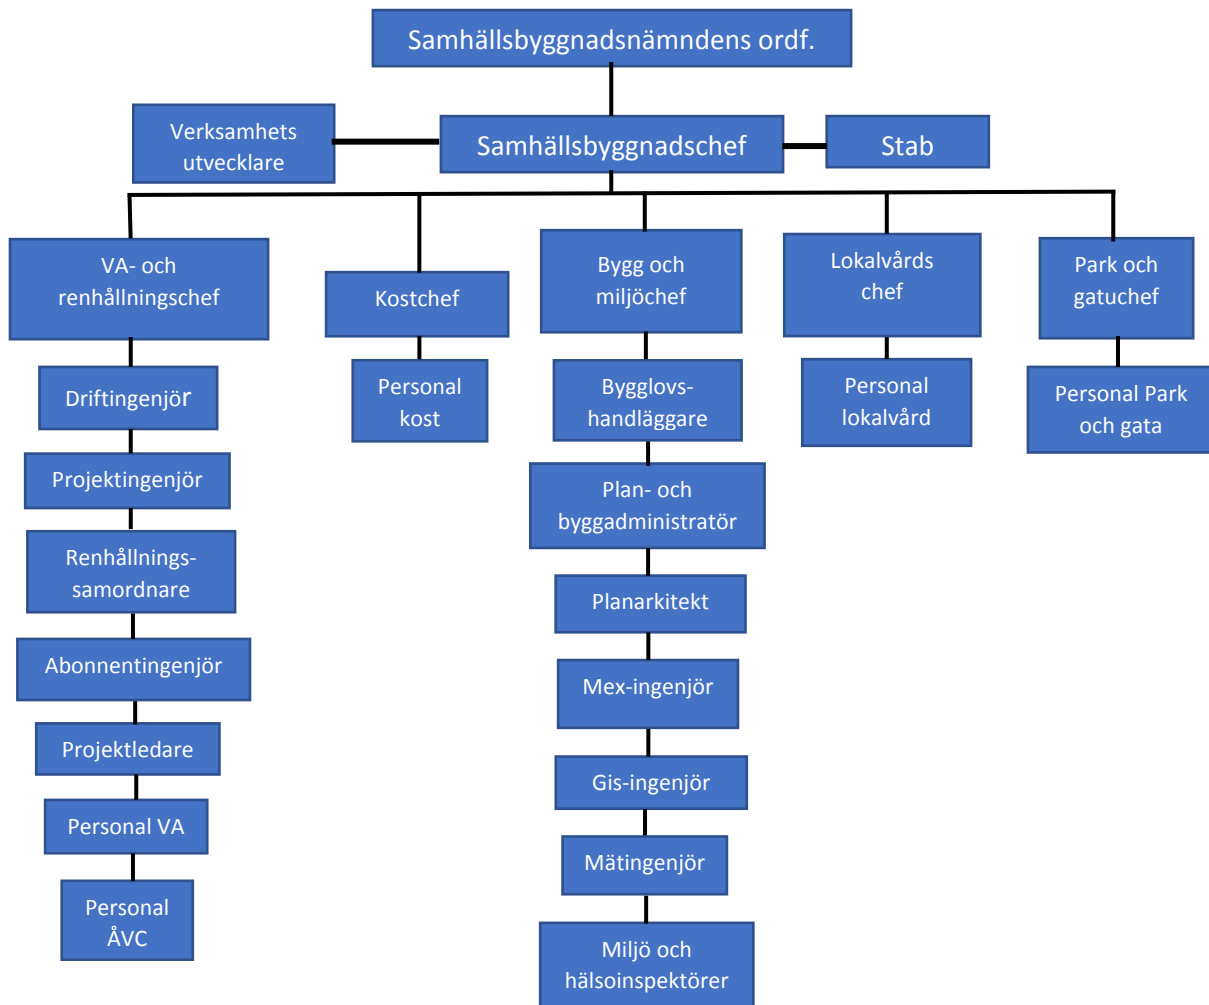 Samhällsbyggnadsnämndens ordf.
Verksamhets
utvecklare
Samhällsbyggnadschef
Stab
VA- och
renhållningschef
Kostchef
Bygg och
miljöchef
Lokalvårds
chef
Park och
gatuchef
Driftingenjör
Personal
kost
Bygglovs-
handläggare
Personal
lokalvård
Personal Park
och gata
Projektingenjör
Plan- och
byggadministratör
Renhållnings-
samordnare
Planarkitekt
Abonnentingenjör
Mex-ingenjör
Projektledare
Gis-ingenjör
Personal VA
Mätingenjör
Personal
ÅVC
Miljö och
hälsoinspektörer